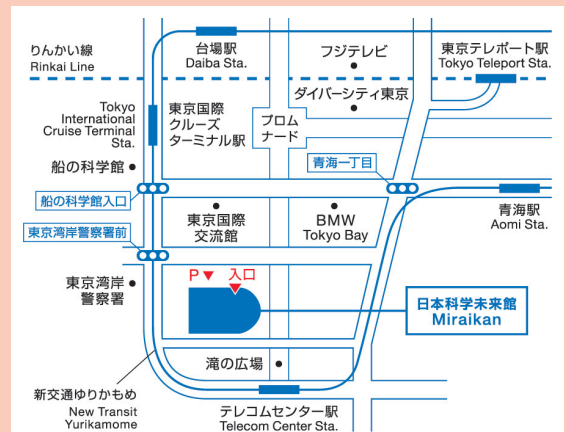 りんかい線
Rinkai Line
台場駅
Daiba Sta.
フジテレビ
東京テレポート駅
Tokyo Teleport Sta.
ダイバーシティ東京
Tokyo
International
Cruise Terminal
Sta.
東京国際
クルーズ
ターミナル駅
プロム
ナード
船の科学館
青海一丁目
船の科学館入口
東京国際
交流館
BMW
Tokyo Bay
青海駅
Aomi Sta.
東京湾岸警察署前
東京湾岸
警察署
P▼ 入口
日本科学未来館
Miraikan
滝の広場
新交通ゆりかもめ
New Transit
Yurikamome
テレコムセンター駅
Telecom Center Sta.